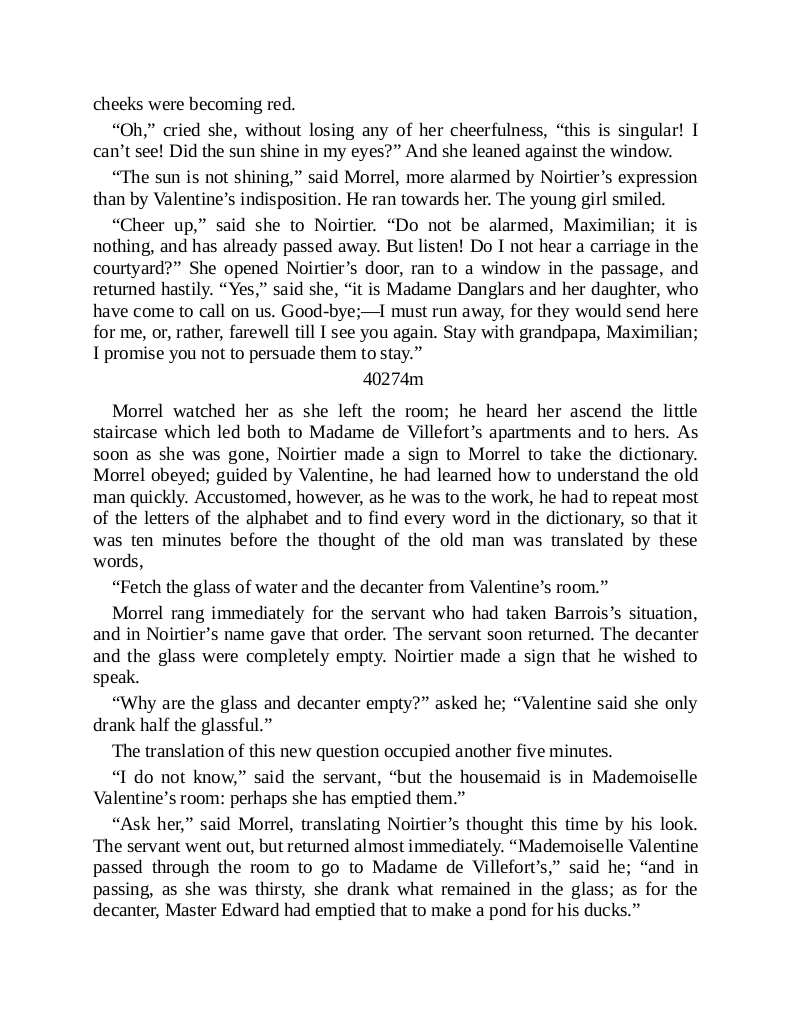 cheeks were becoming red.
“Oh,” cried she, without losing any of her cheerfulness, “this is singular! I
can’t see! Did the sun shine in my eyes?” And she leaned against the window.
“The sun is not shining,” said Morrel, more alarmed by Noirtier’s expression
than by Valentine’s indisposition. He ran towards her. The young girl smiled.
“Cheer up,” said she to Noirtier. “Do not be alarmed, Maximilian; it is
nothing, and has already passed away. But listen! Do I not hear a carriage in the
courtyard?” She opened Noirtier’s door, ran to a window in the passage, and
returned hastily. “Yes,” said she, “it is Madame Danglars and her daughter, who
have come to call on us. Good-bye;—I must run away, for they would send here
for me, or, rather, farewell till I see you again. Stay with grandpapa, Maximilian;
I promise you not to persuade them to stay.”
40274m
Morrel watched her as she left the room; he heard her ascend the little
staircase which led both to Madame de Villefort’s apartments and to hers. As
soon as she was gone, Noirtier made a sign to Morrel to take the dictionary.
Morrel obeyed; guided by Valentine, he had learned how to understand the old
man quickly. Accustomed, however, as he was to the work, he had to repeat most
of the letters of the alphabet and to find every word in the dictionary, so that it
was ten minutes before the thought of the old man was translated by these
words,
“Fetch the glass of water and the decanter from Valentine’s room.”
Morrel rang immediately for the servant who had taken Barrois’s situation,
and in Noirtier’s name gave that order. The servant soon returned. The decanter
and the glass were completely empty. Noirtier made a sign that he wished to
speak.
“Why are the glass and decanter empty?” asked he; “Valentine said she only
drank half the glassful.”
The translation of this new question occupied another five minutes.
“I do not know,” said the servant, “but the housemaid is in Mademoiselle
Valentine’s room: perhaps she has emptied them.”
“Ask her,” said Morrel, translating Noirtier’s thought this time by his look.
The servant went out, but returned almost immediately. “Mademoiselle Valentine
passed through the room to go to Madame de Villefort’s,” said he; “and in
passing, as she was thirsty, she drank what remained in the glass; as for the
decanter, Master Edward had emptied that to make a pond for his ducks.”